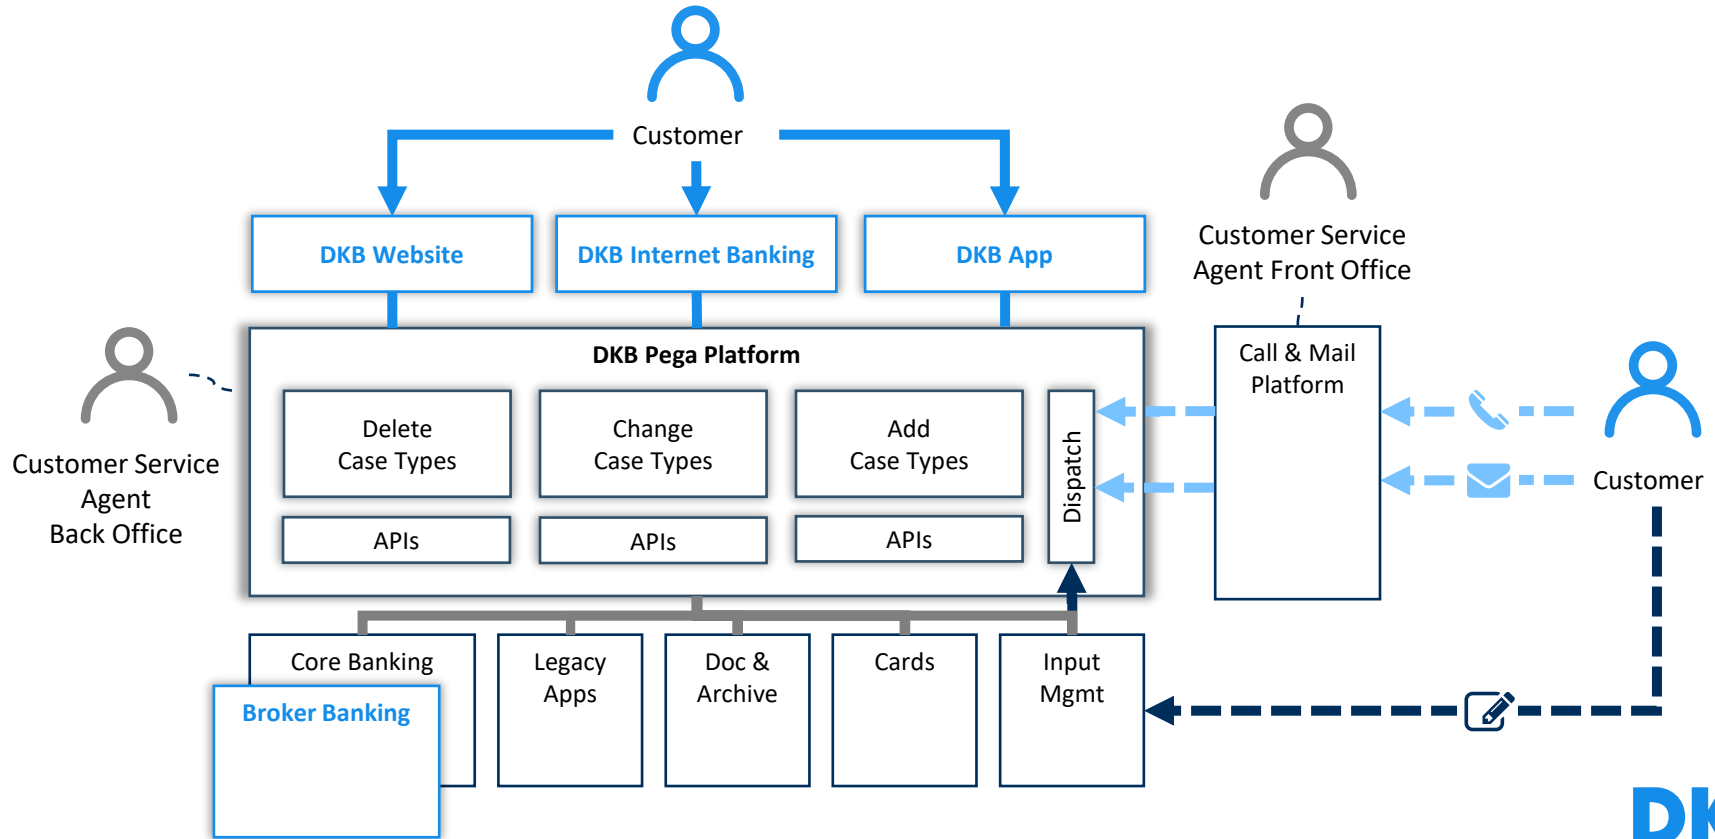 Customer
DKB Website
DKB Internet Banking
DKB App
Customer Service
Agent Front Office
DKB Pega Platform
Call & Mail
Platform
Delete
Case Types
Change
Case Types
Add
Case Types
Dispatch
Customer Service
Agent
Back Office
Customer
APIs
APIs
APIs
Core Banking
Legacy
Apps
Doc &
Archive
Cards
Input
Mgmt
Broker Banking
DK